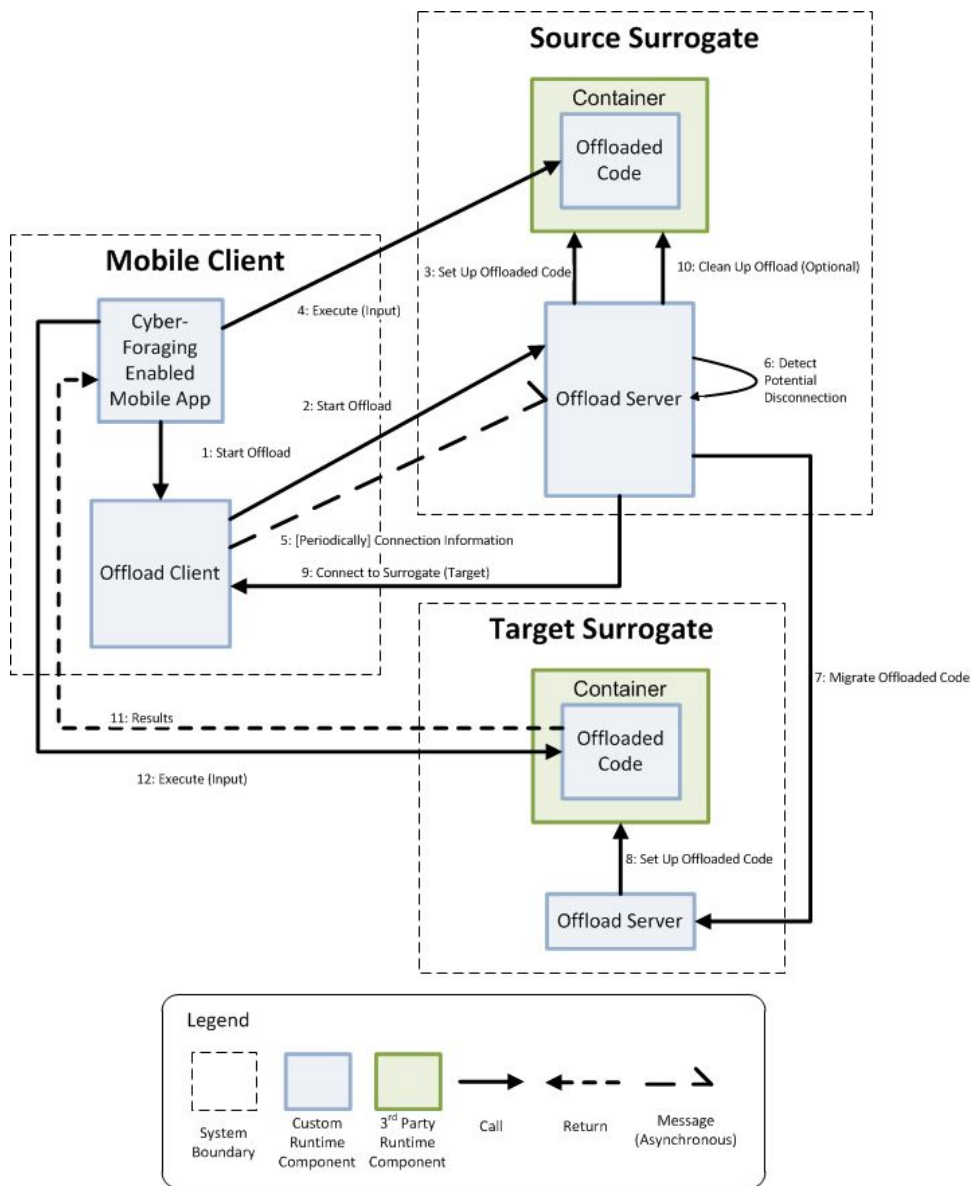 Source Surrogate
Container
Offloaded
Code
Mobile Client
3: Set Up Offloaded Code
10: Clean Up Offload (Optional)
Cyber-
Foraging
Enabled
Mobile App
4: Execute (Input)
6: Detect
Potential
Disconnection
2: Start Offload
Offload Server
1: Start Offload
Offload Client
5: [Periodically] Connection Information
9: Connect to Surrogate (Target)
Target Surrogate
Container
7: Migrate Offloaded Code
11: Results
Offloaded
Code
12: Execute (Input)
8: Set Up Offloaded Code
Offload Server
Legend
System
Boundary
Custom
Runtime
Component
3rd Party
Runtime
Component
Call
Return
Message
(Asynchronous)